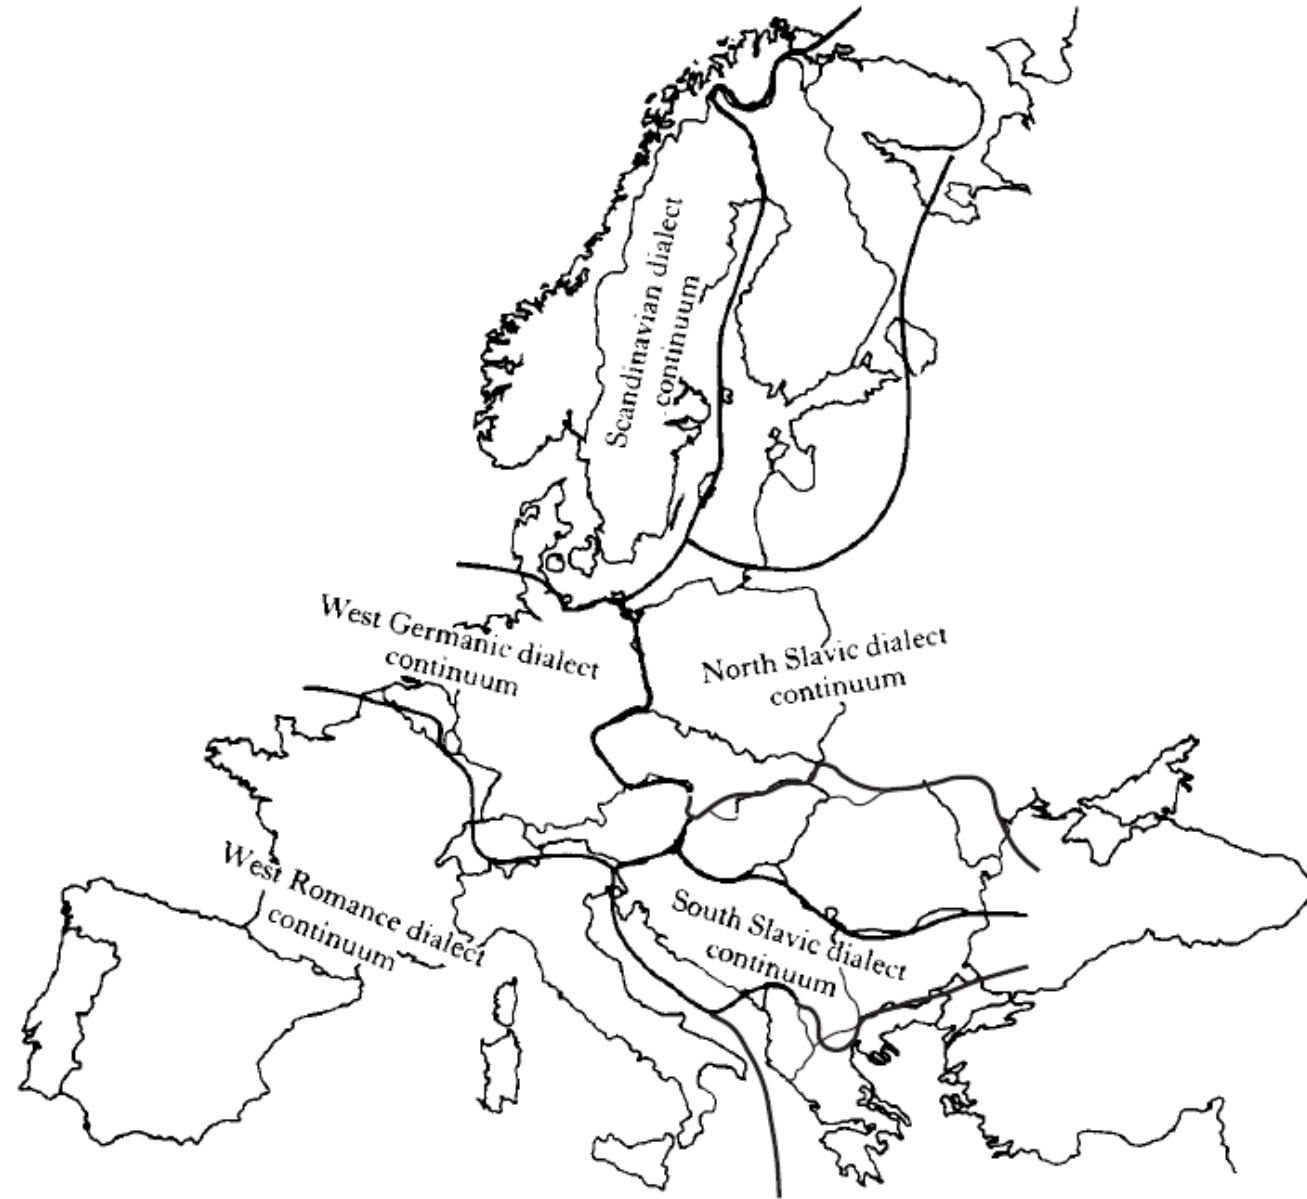 Scandinavian dialect
continuum
West Germanic dialect
continuum
North Slavic dialect
continuum
West Romance dialect
continuum
South Slavic dialect
continuum